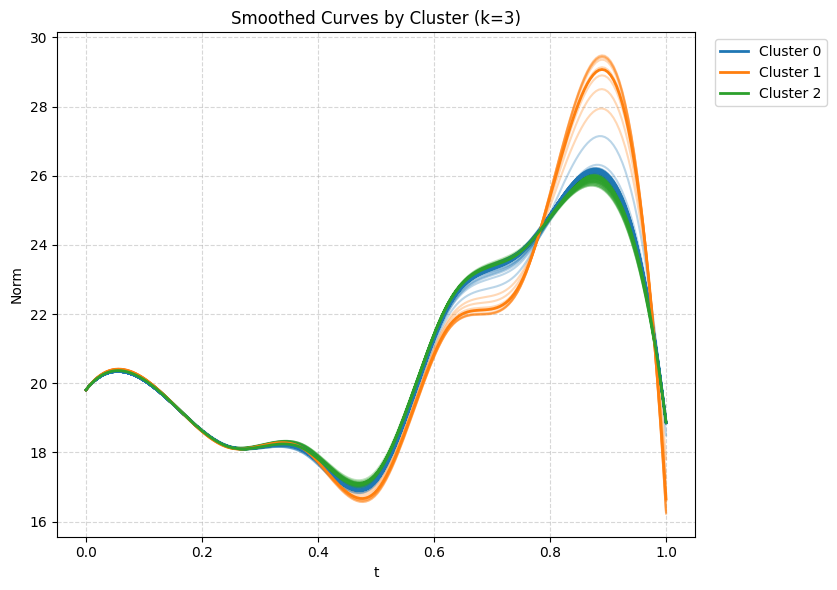 Smoothed Curves by Cluster (k=3)
30
28
26
24
22
20
18
16
Norm
0.0 0.2 0.4 0.6 0.8 1.0
t
Cluster 0
Cluster 1
Cluster 2